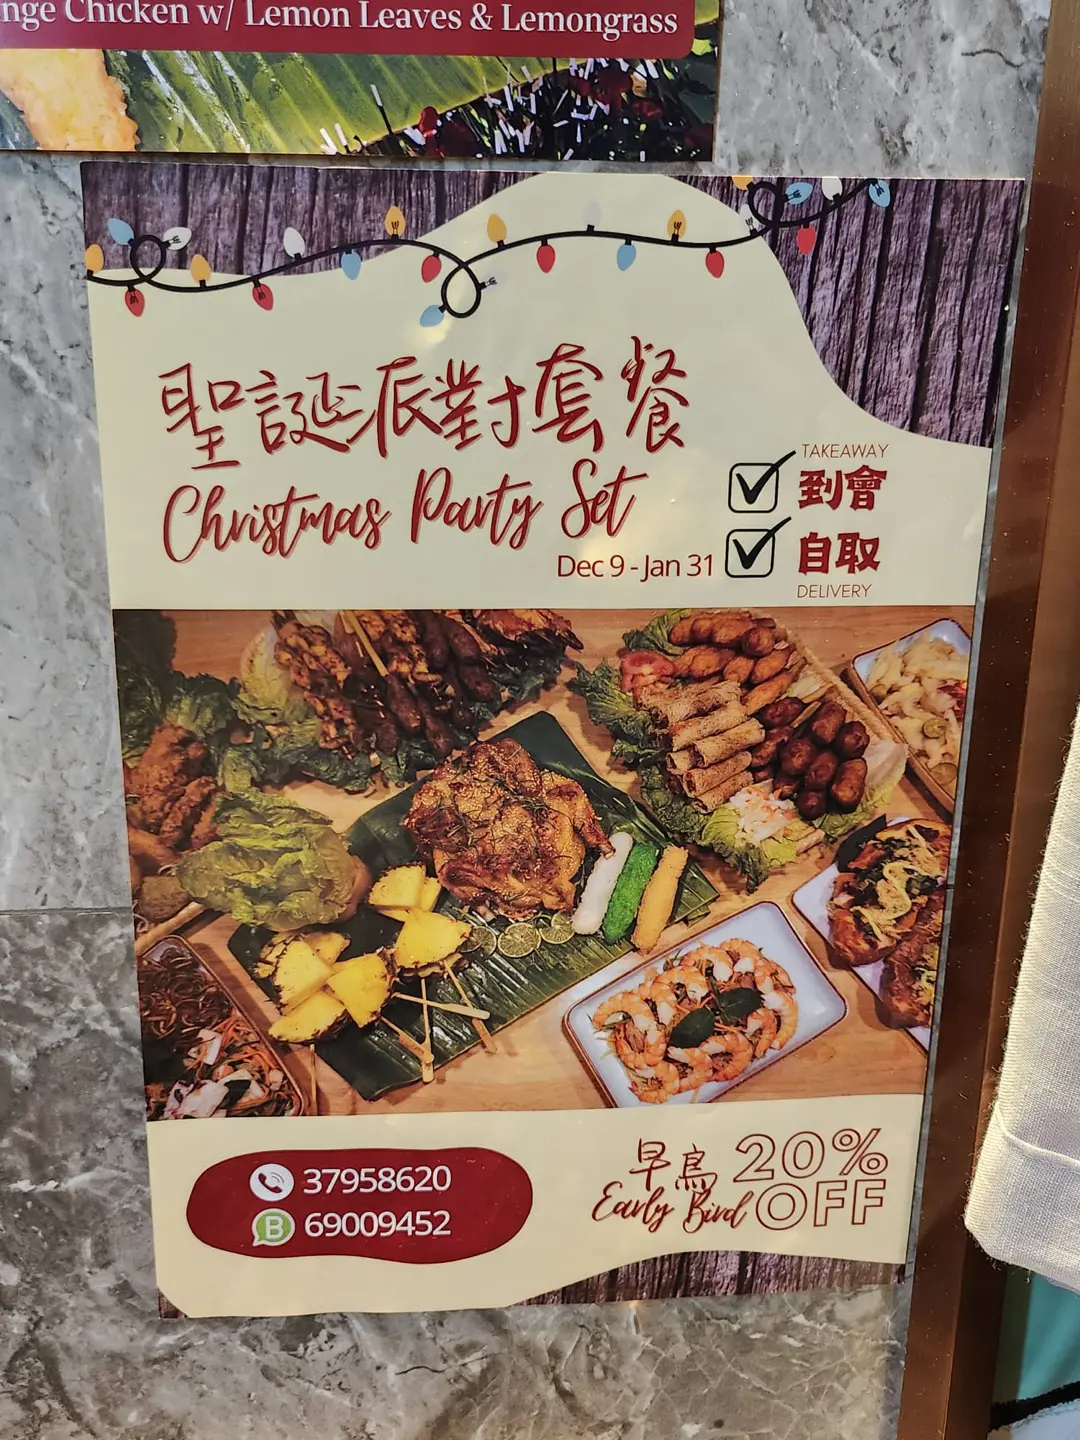 nge Chicken w/ Lemon Leaves & Lemongrass
聖誕派對套餐
Christmas Party Set
Dec 9 - Jan 31
TAKEAWAY
到會
自取
DELIVERY
37958620
69009452
早鳥 20%
Early Bird OFF